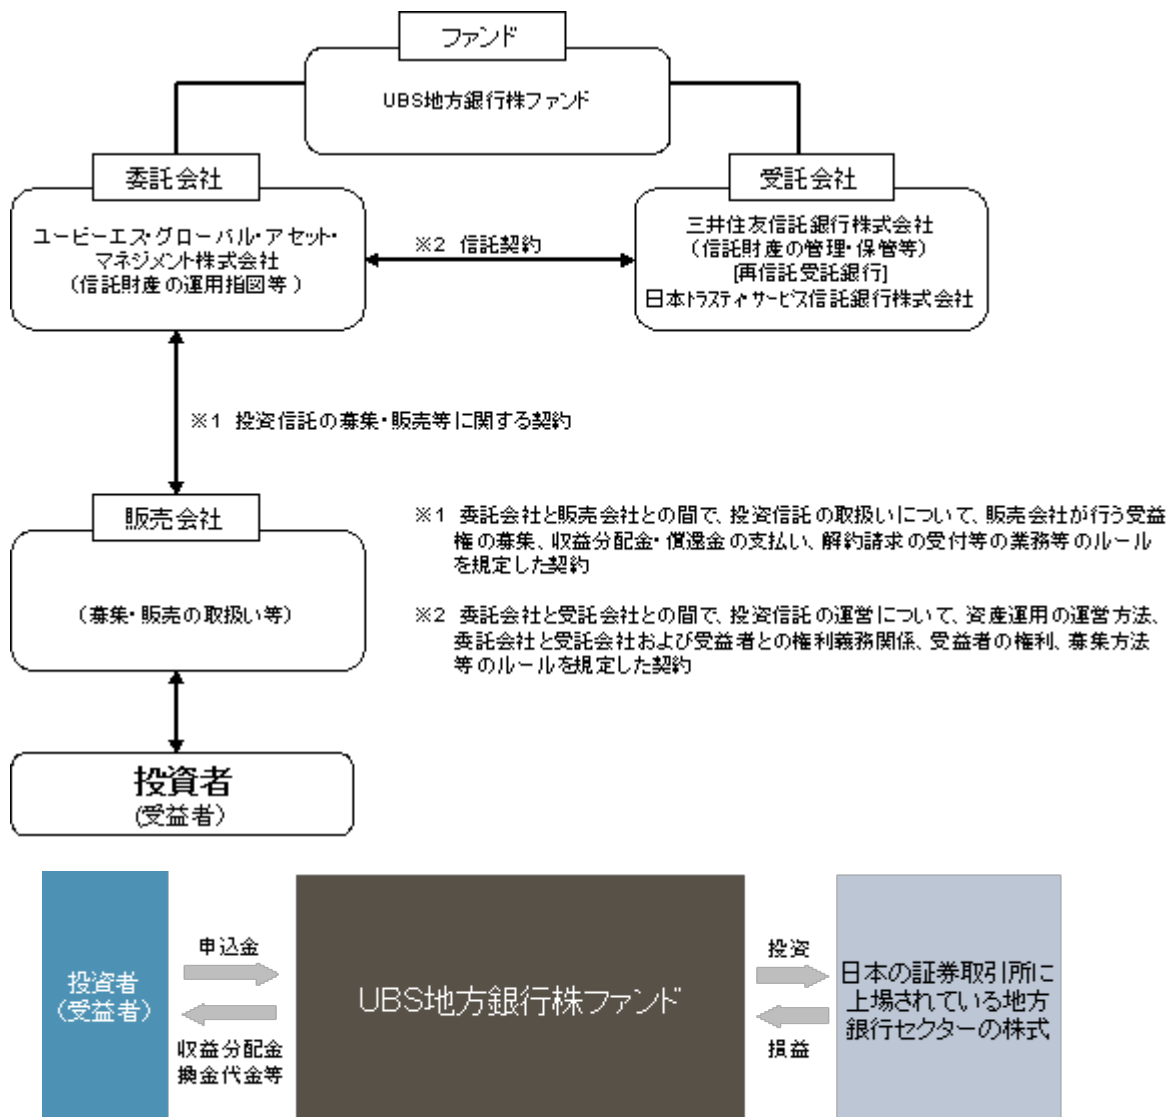 ファンド
UBS地方銀行株ファンド
委託会社
ユービーエス・グローバル・アセット・
マネジメント株式会社
(信託財産の運用指図等)
受託会社
三井住友信託銀行株式会社
(信託財産の管理・保管等)
[再信託受託銀行]
日本トラスティ・サービス信託銀行株式会社
※2 信託契約
※1 投資信託の募集・販売等に関する契約
販売会社
(募集・販売の取扱い等)
※1 委託会社と販売会社との間で、投資信託の取扱いについて、販売会社が行う受益
権の募集、収益分配金・償還金の支払い、解約請求の受付等の業務等のルール
を規定した契約
※2 委託会社と受託会社との間で、投資信託の運営について、資産運用の運営方法、
委託会社と受託会社および受益者との権利義務関係、受益者の権利、募集方法
等のルールを規定した契約
投資者
(受益者)
投資者
(受益者)
申込金
収益分配金
換金代金等
UBS地方銀行株ファンド
投資
損益
日本の証券取引所に
上場されている地方
銀行セクターの株式